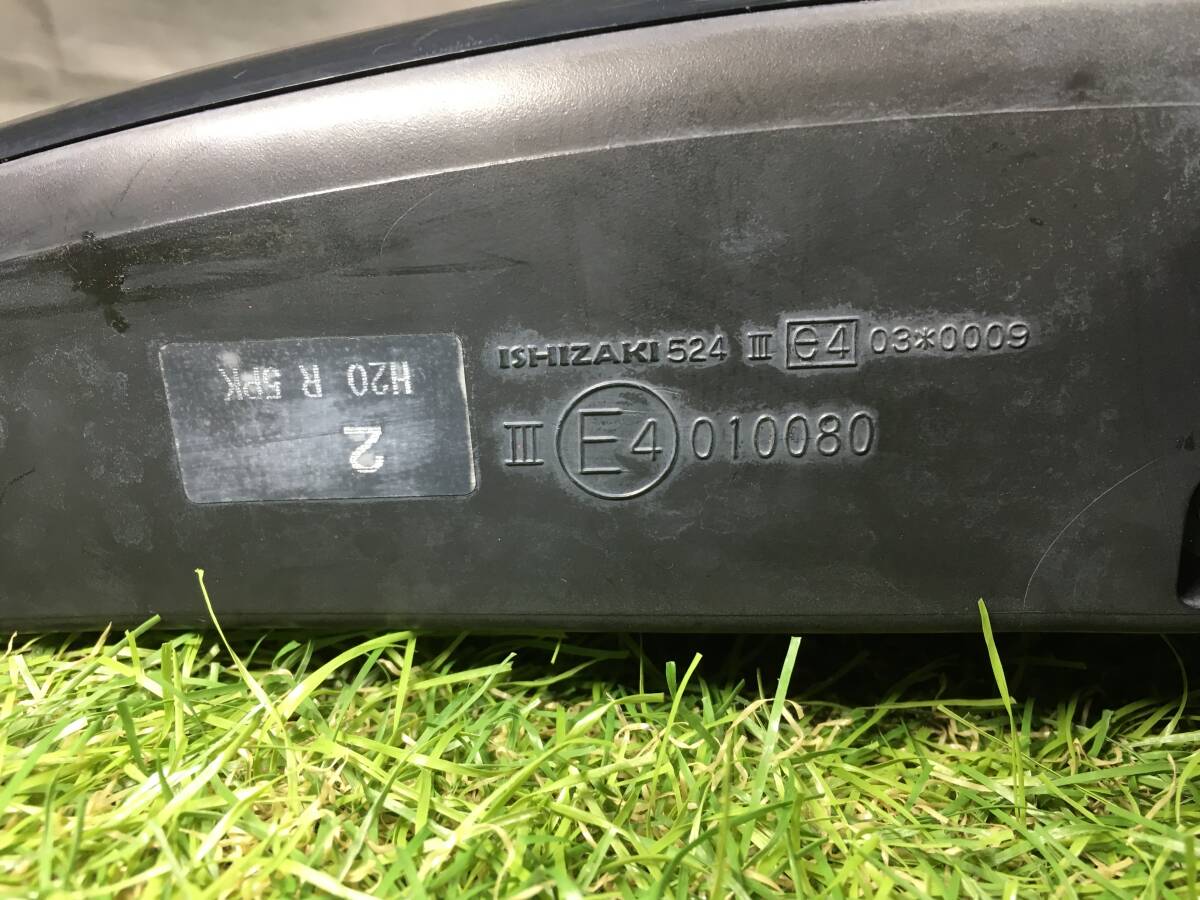 ISHIZAKI 524 III e4 03*0009
III E4 010080
H20 R 5PK
2